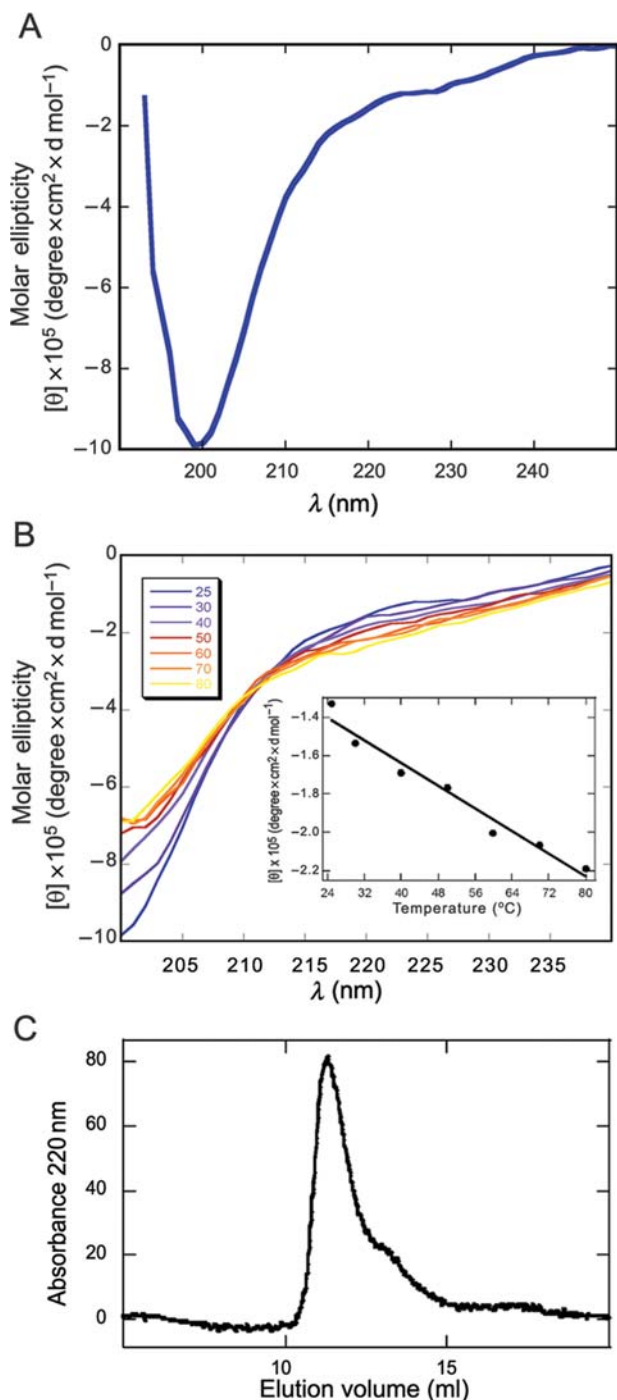 A
Molar ellipticity
[θ] ×10⁵ (degree ×cm² × d mol⁻¹)
0
−2
−4
−6
−8
−10
200
210
220
230
240
λ (nm)
B
Molar ellipticity
[θ] ×10⁵ (degree ×cm² × d mol⁻¹)
0
−2
−4
−6
−8
−10
25
30
40
50
60
70
80
[θ] x 10⁵ (degree ×cm² × d mol⁻¹)
−1.4
−1.6
−1.8
−2.0
−2.2
24 32 40 48 56 64 72 80
Temperature (ºC)
205 210 215 220 225 230 235
λ (nm)
C
Absorbance 220 nm
80
60
40
20
0
10
15
Elution volume (ml)